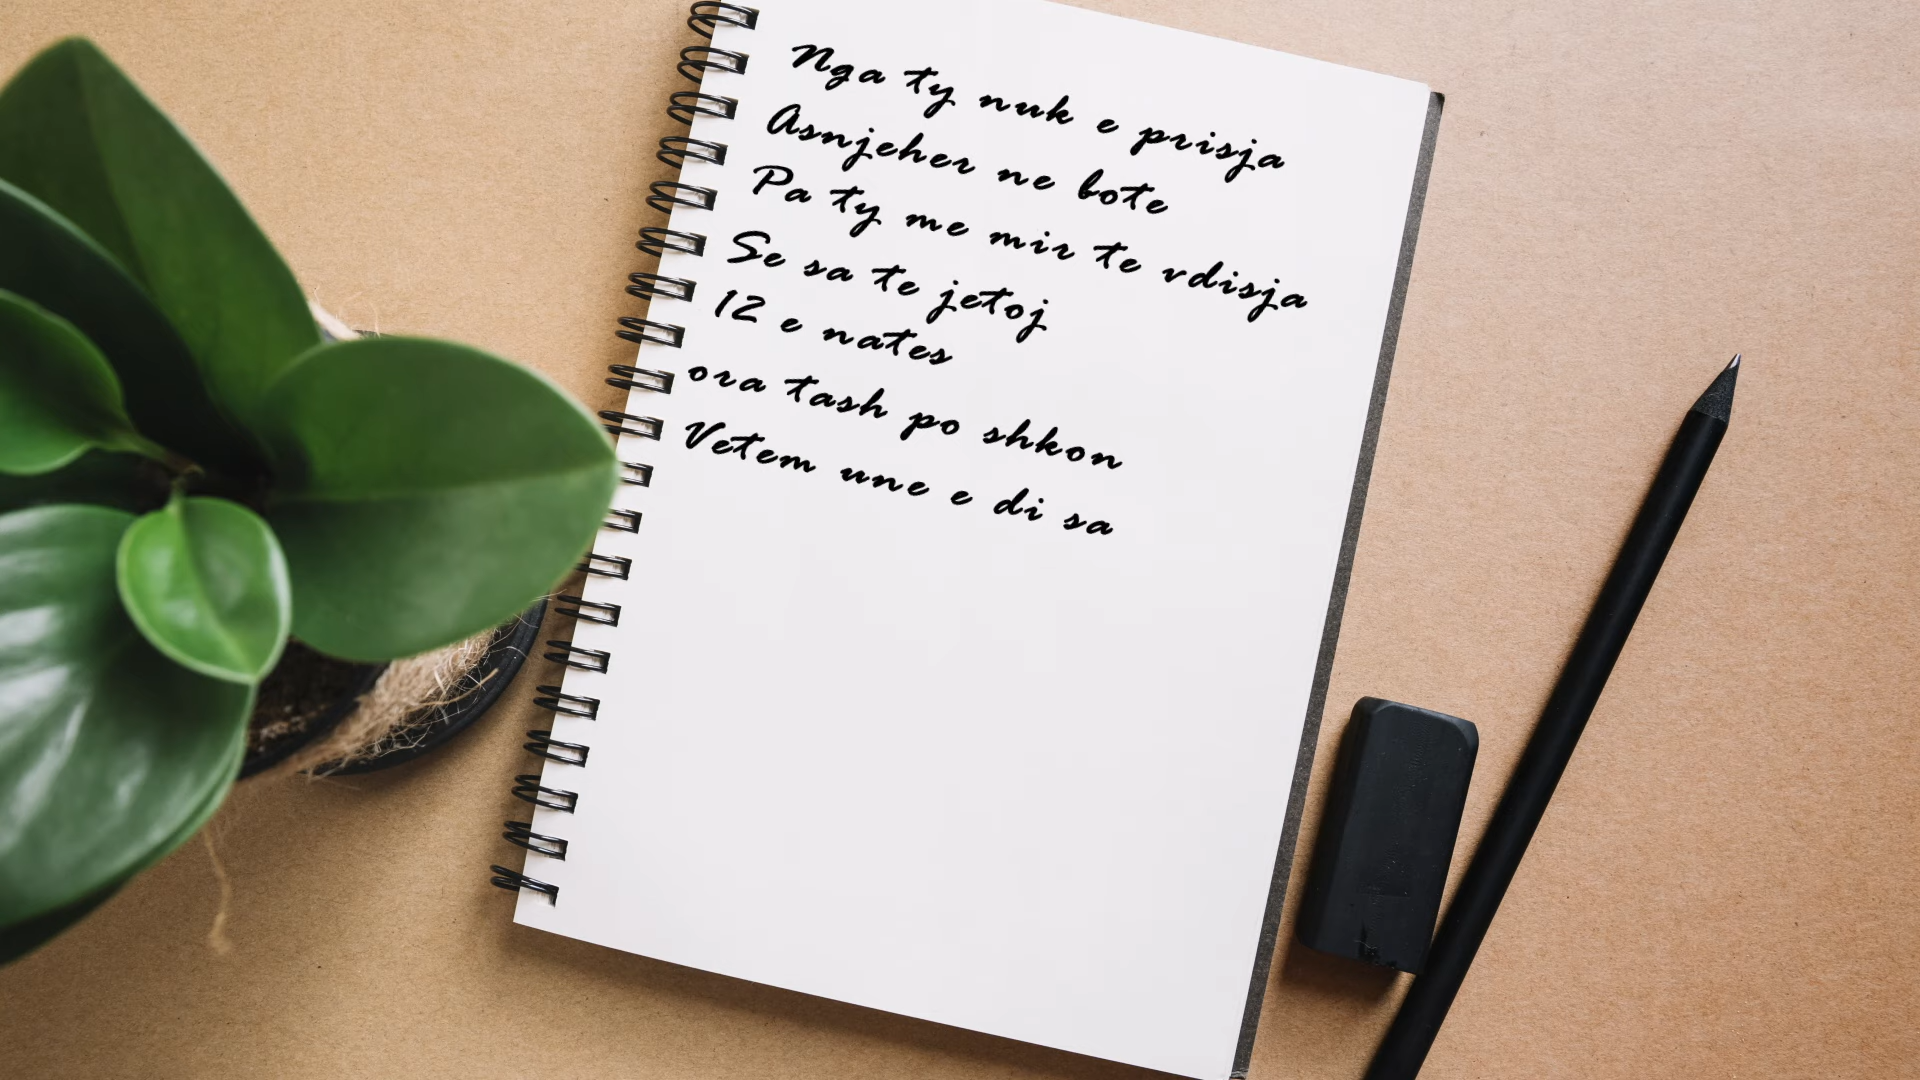 Nga ty nuk e prisja
Asnjeher ne bote
Pa ty me mir te vdisja
Se sa te jetoj
12 e nates
ora tash po shkon
Vetem une e di sa